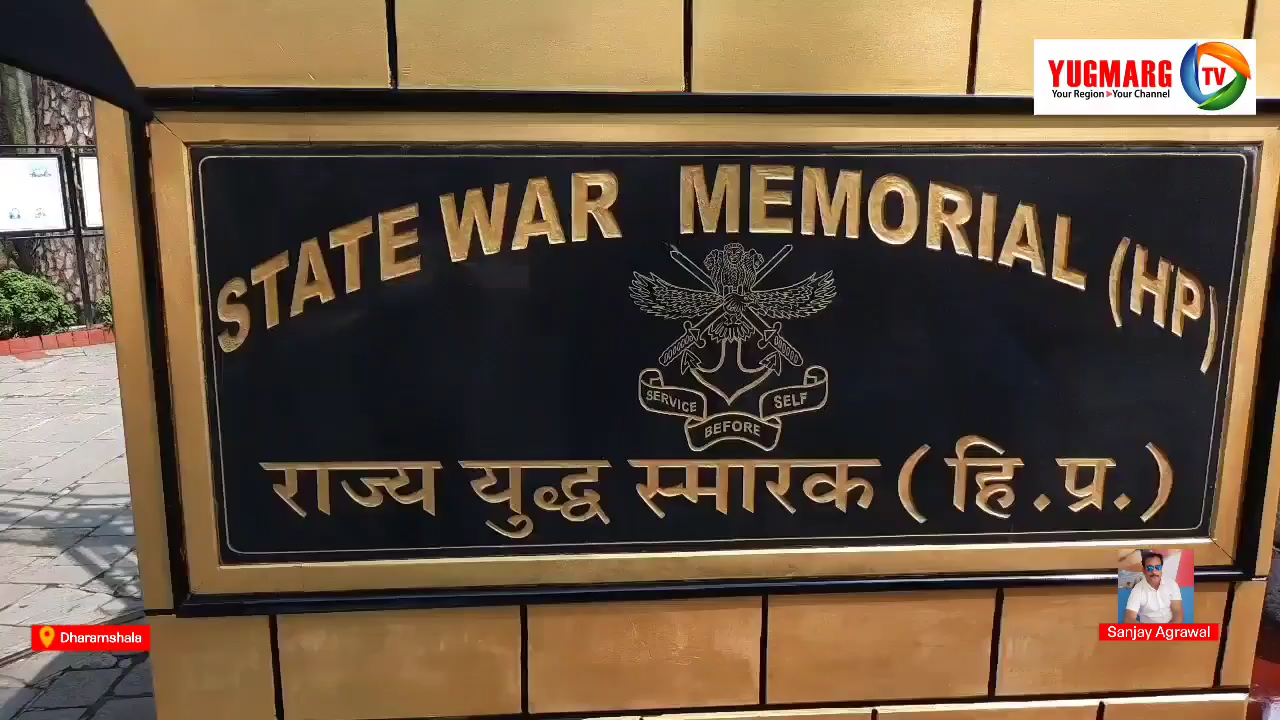 YUGMARG TV
Your Region Your Channel
STATE WAR MEMORIAL (HP)
SERVICE BEFORE SELF
राज्य युद्ध स्मारक ( हि . प्र . )
Dharamshala
Sanjay Agrawal